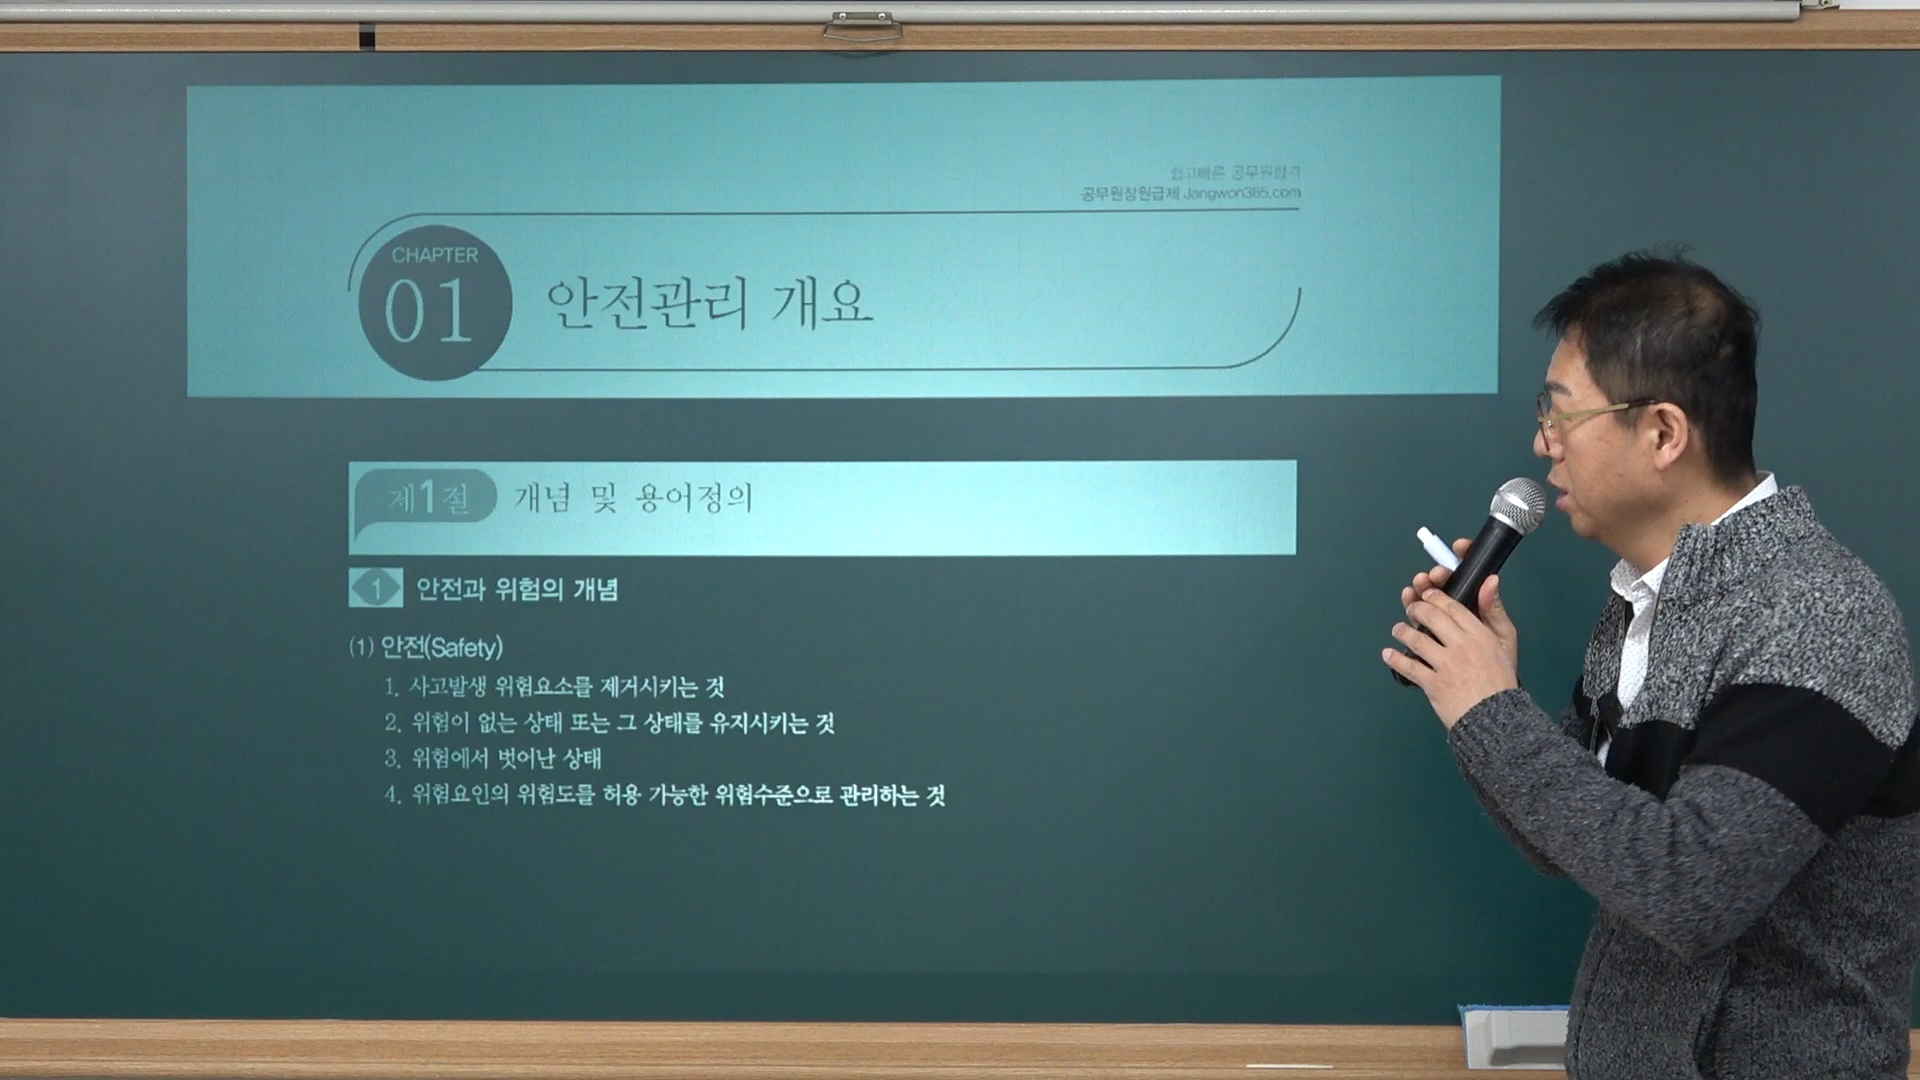 쉽고빠른 공무원합격
공무원장원급제 Jangwon365.com
CHAPTER
01
안전관리 개요
제1절 개념 및 용어정의
1 안전과 위험의 개념
(1) 안전(Safety)
1. 사고발생 위험요소를 제거시키는 것
2. 위험이 없는 상태 또는 그 상태를 유지시키는 것
3. 위험에서 벗어난 상태
4. 위험요인의 위험도를 허용 가능한 위험수준으로 관리하는 것